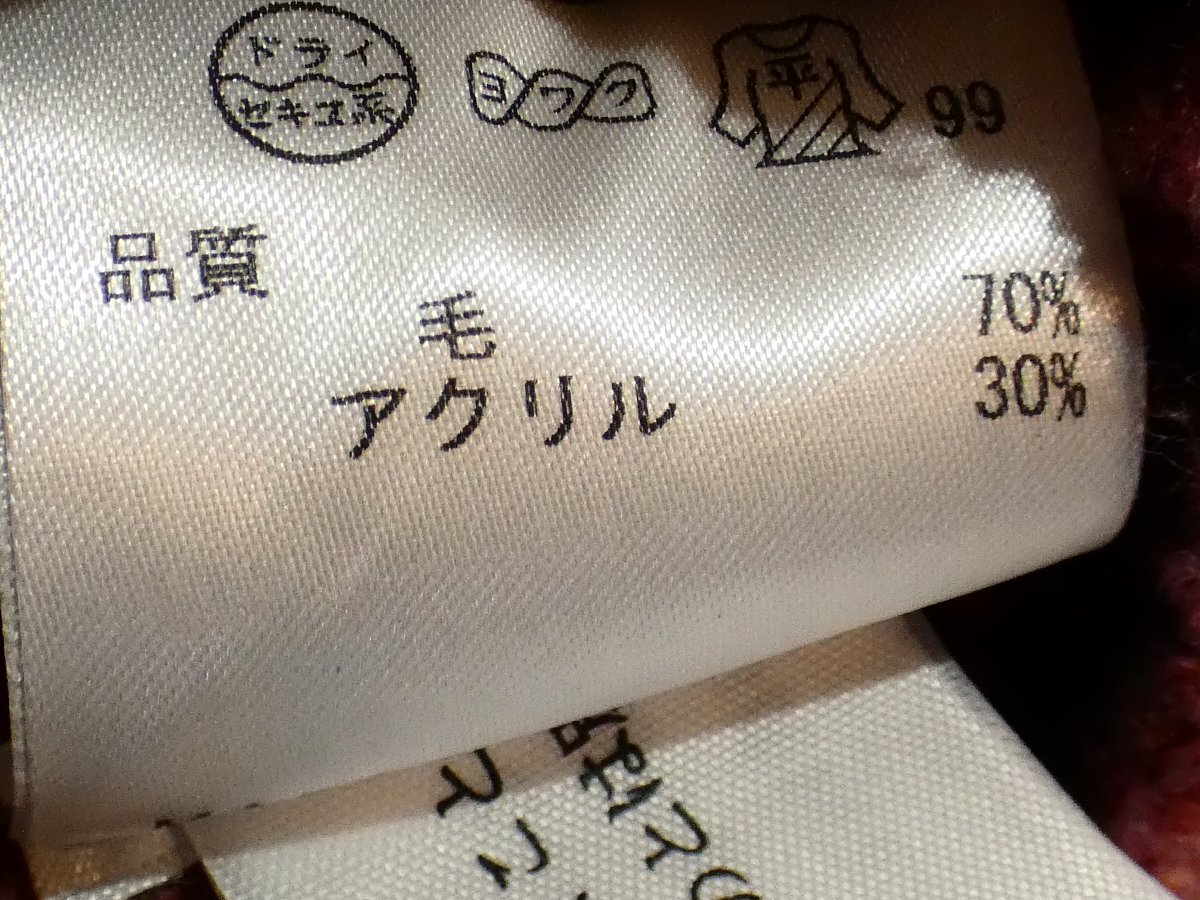 ドライ
セキユ系
ヨワク
平
99
品質
毛 70%
アクリル 30%